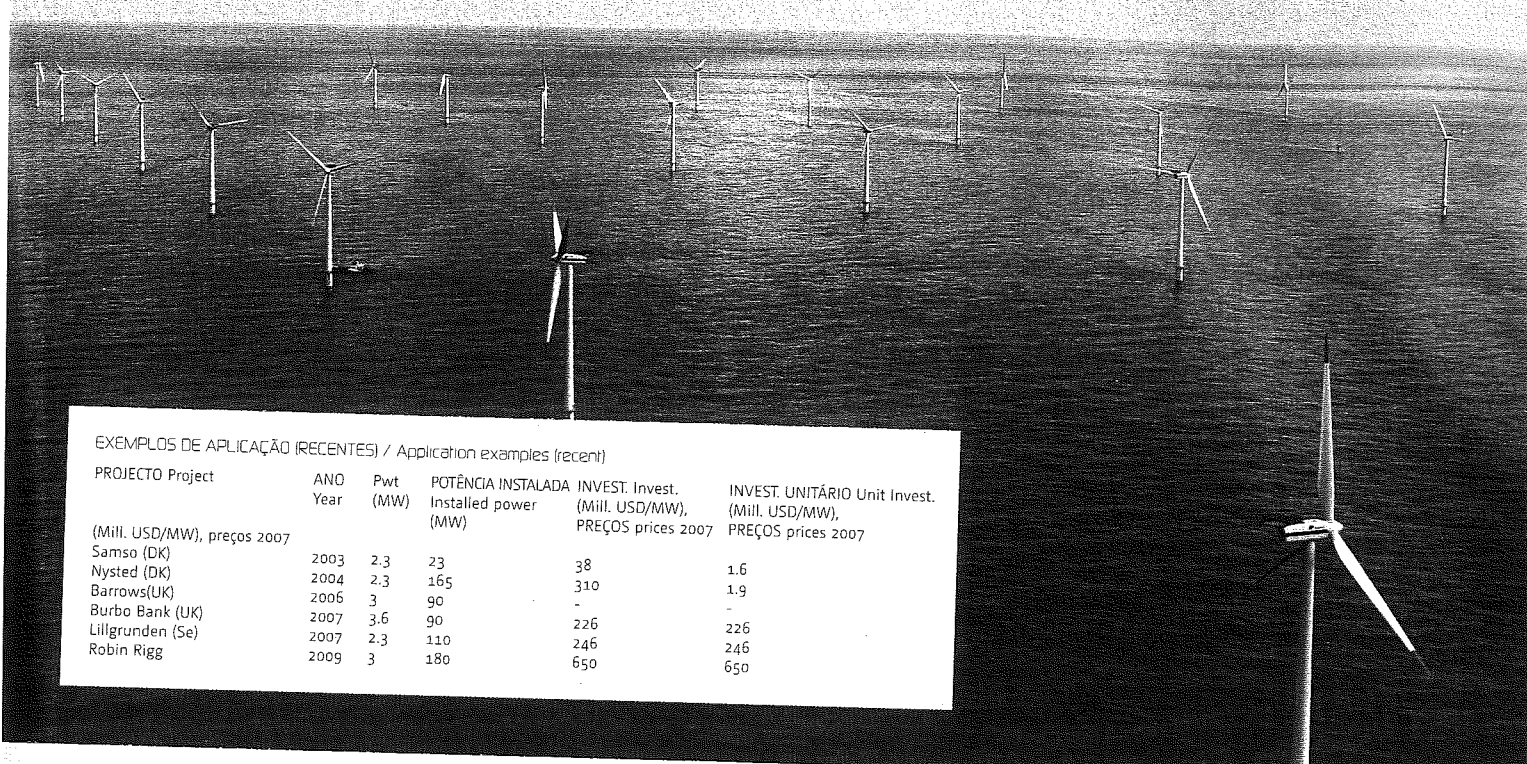 EXEMPLOS DE APLICAÇÃO (RECENTES) / Application examples (recent)
PROJECTO Project ANO Pwt POTÊNCIA INSTALADA INVEST. Invest. INVEST. UNITÁRIO Unit Invest.
Year (MW) Installed power (Mill. USD/MW), (Mill. USD/MW),
(MW) PREÇOS prices 2007 PREÇOS prices 2007
(Mill. USD/MW), preços 2007
Samso (DK) 2003 2.3 23 38 1.6
Nysted (DK) 2004 2.3 165 310 1.9
Barrows(UK) 2006 3 90 - -
Burbo Bank (UK) 2007 3.6 90 226 226
Lillgrunden (Se) 2007 2.3 110 246 246
Robin Rigg 2009 3 180 650 650